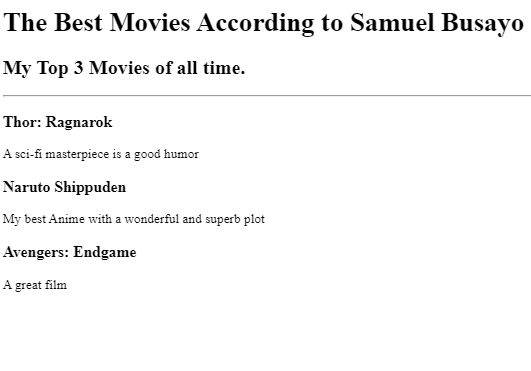 The Best Movies According to Samuel Busayo
My Top 3 Movies of all time.
Thor: Ragnarok
A sci-fi masterpiece is a good humor
Naruto Shippuden
My best Anime with a wonderful and superb plot
Avengers: Endgame
A great film